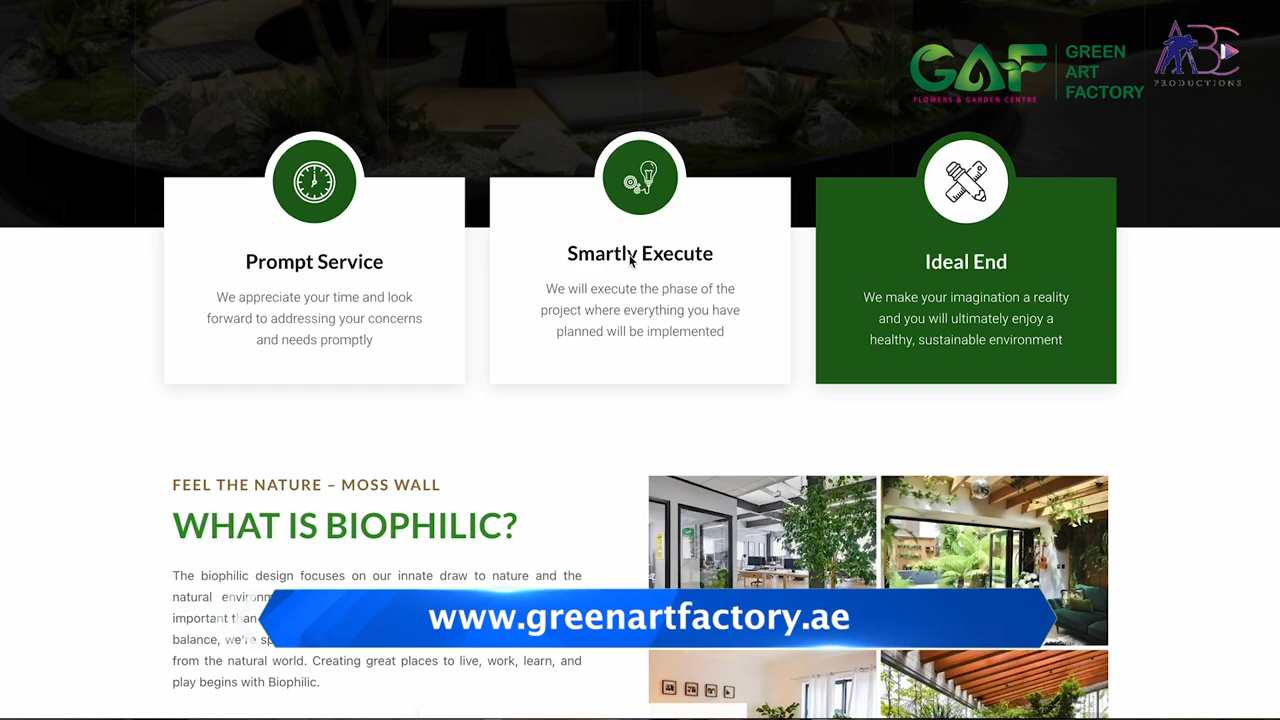 GAF
FLOWERS & GARDEN CENTRE
GREEN
ART
FACTORY
ABC
PRODUCTIONS
Prompt Service
We appreciate your time and look
forward to addressing your concerns
and needs promptly
Smartly Execute
We will execute the phase of the
project where everything you have
planned will be implemented
Ideal End
We make your imagination a reality
and you will ultimately enjoy a
healthy, sustainable environment
FEEL THE NATURE – MOSS WALL
WHAT IS BIOPHILIC?
The biophilic design focuses on our innate draw to nature and the
natural
important than
balance, we're
from the natural world. Creating great places to live, work, learn, and
play begins with Biophilic.
www.greenartfactory.ae